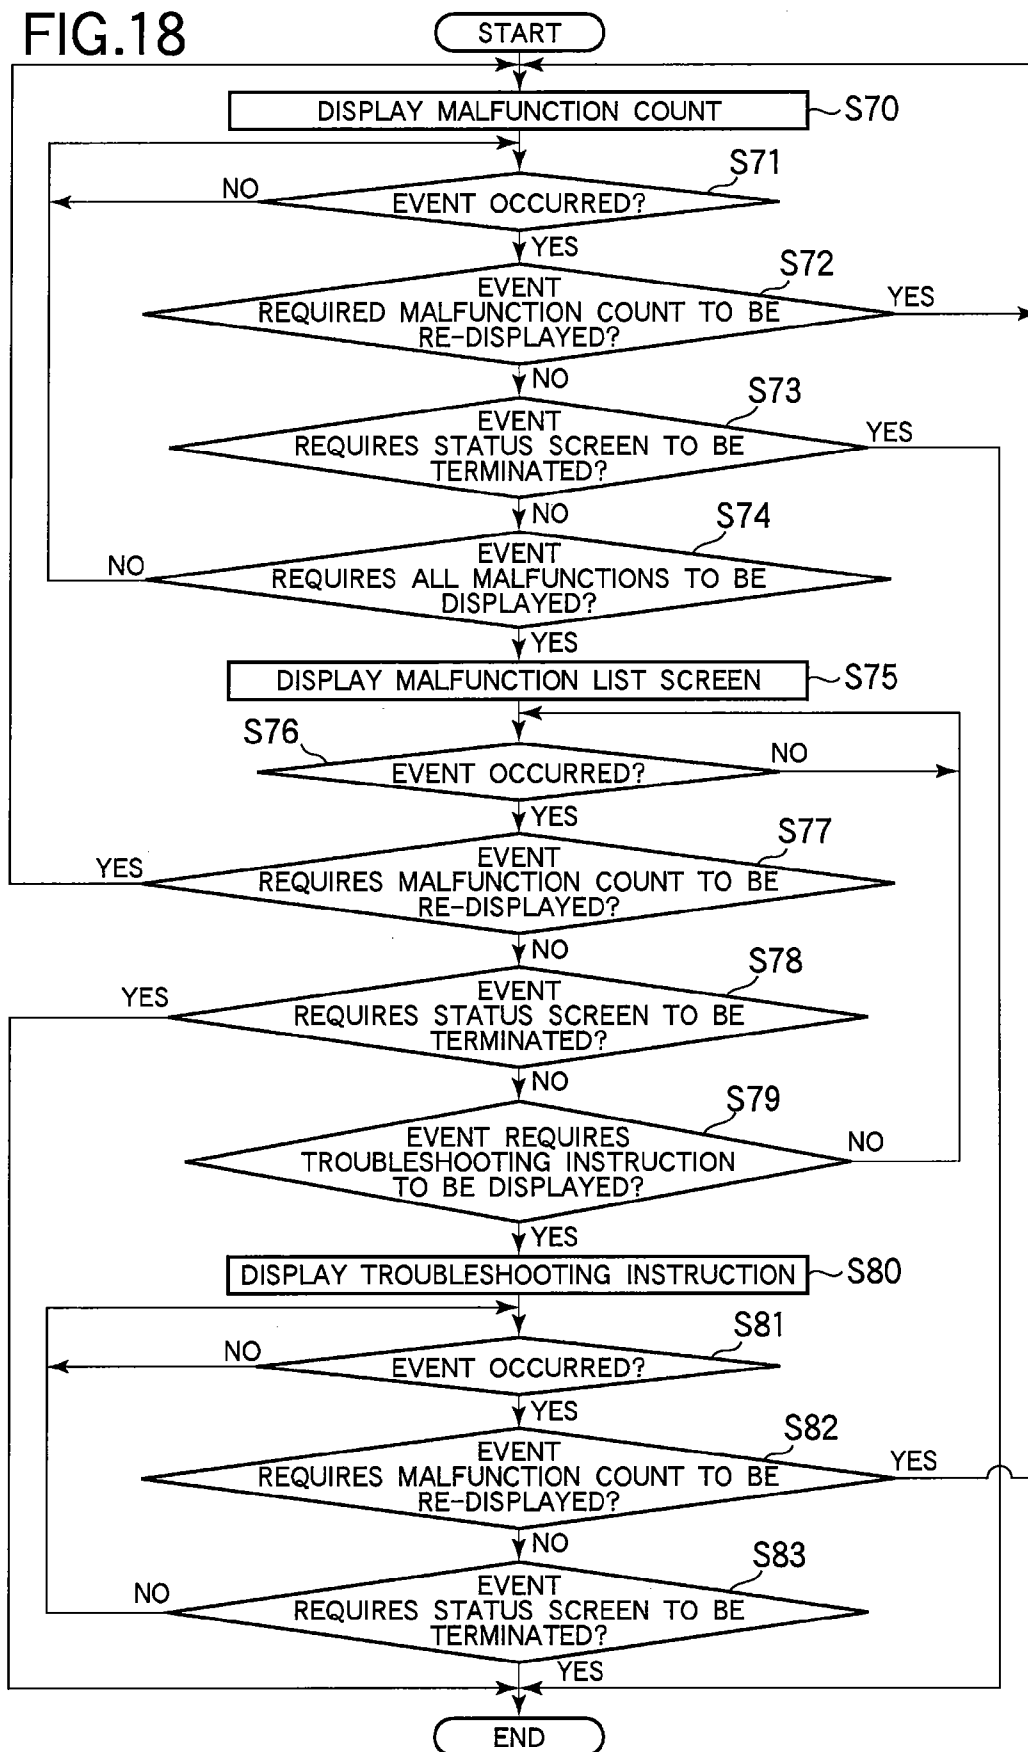 FIG.18
START
DISPLAY MALFUNCTION COUNT
S70
S71
NO
EVENT OCCURRED?
YES
S72
EVENT
REQUIRED MALFUNCTION COUNT TO BE
RE-DISPLAYED?
YES
NO
S73
EVENT
REQUIRES STATUS SCREEN TO BE
TERMINATED?
YES
NO
S74
EVENT
REQUIRES ALL MALFUNCTIONS TO BE
DISPLAYED?
NO
YES
DISPLAY MALFUNCTION LIST SCREEN
S75
S76
EVENT OCCURRED?
NO
YES
S77
EVENT
REQUIRES MALFUNCTION COUNT TO BE
RE-DISPLAYED?
YES
NO
S78
YES
EVENT
REQUIRES STATUS SCREEN TO BE
TERMINATED?
NO
S79
EVENT REQUIRES
TROUBLESHOOTING INSTRUCTION
TO BE DISPLAYED?
NO
YES
DISPLAY TROUBLESHOOTING INSTRUCTION
S80
S81
NO
EVENT OCCURRED?
YES
S82
EVENT
REQUIRES MALFUNCTION COUNT TO BE
RE-DISPLAYED?
YES
NO
S83
EVENT
REQUIRES STATUS SCREEN TO BE
TERMINATED?
NO
YES
END